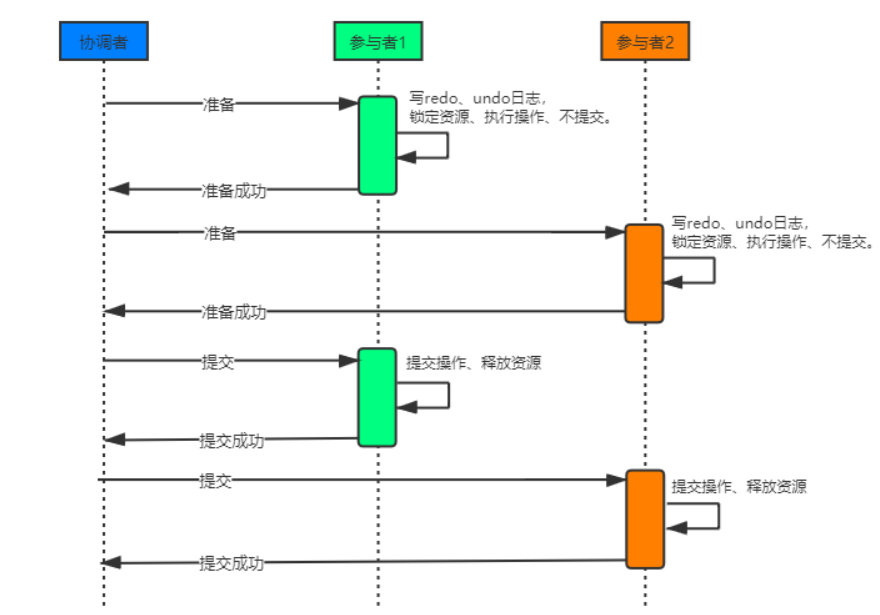 协调者
参与者1
参与者2
准备
写redo、undo日志，
锁定资源、执行操作、不提交。
准备成功
准备
写redo、undo日志，
锁定资源、执行操作、不提交。
准备成功
提交
提交操作、释放资源
提交成功
提交
提交操作、释放资源
提交成功